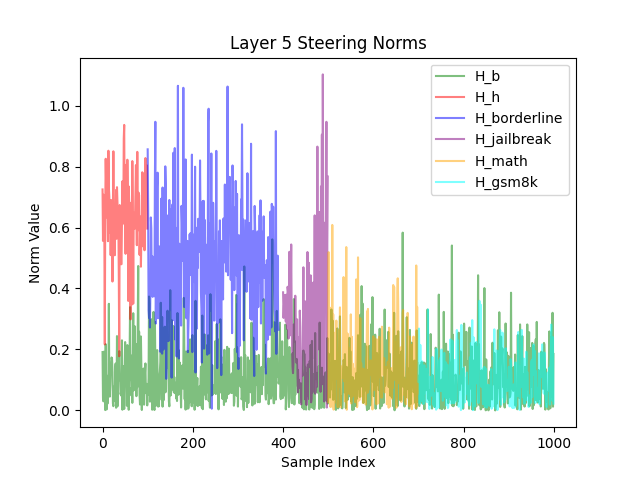 Layer 5 Steering Norms
H_b
H_h
H_borderline
H_jailbreak
H_math
H_gsm8k
Norm Value
1.0
0.8
0.6
0.4
0.2
0.0
0
200
400
600
800
1000
Sample Index